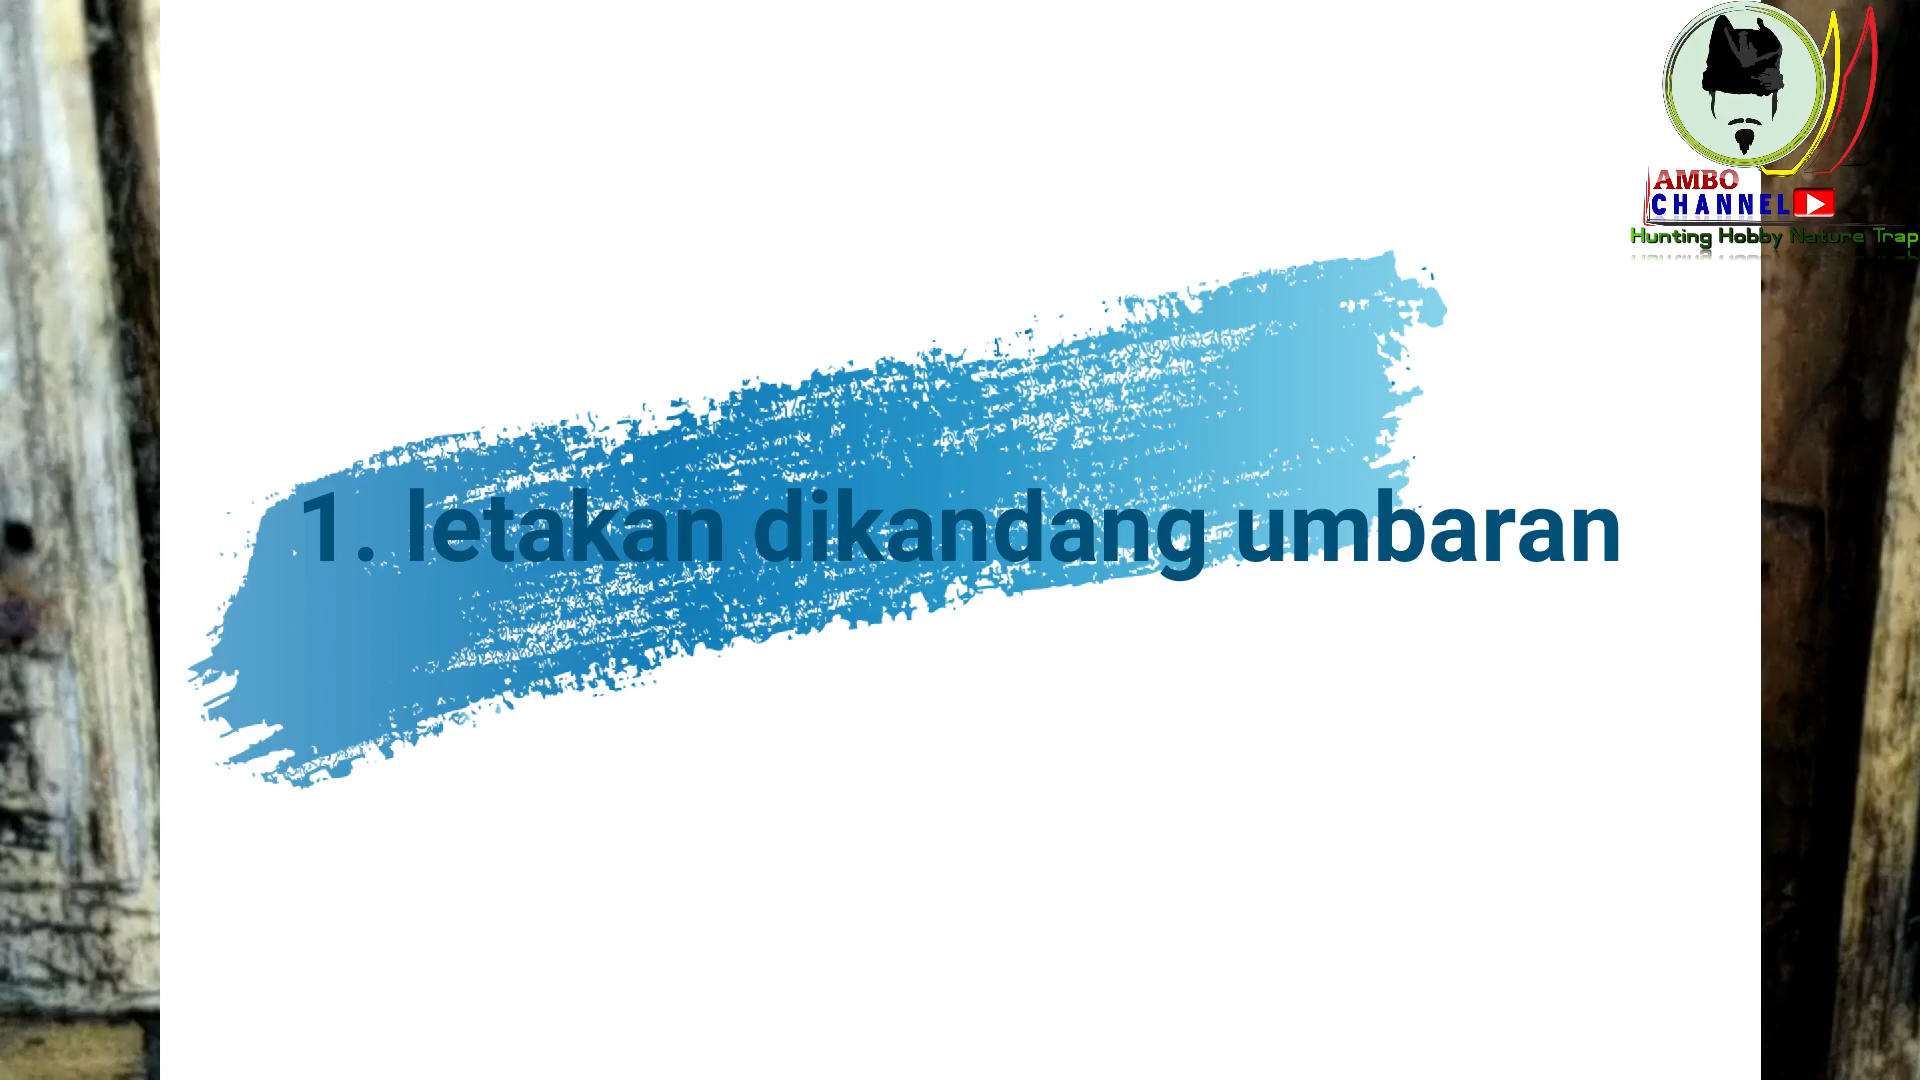 AMBO
CHANNEL
Hunting Hobby Nature Trap
1. letakan dikandang umbaran